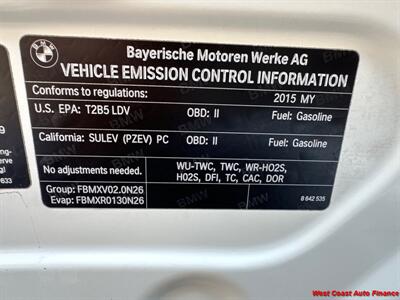 BMW
Bayerische Motoren Werke AG
VEHICLE EMISSION CONTROL INFORMATION
Conforms to regulations: 2015 MY
U.S. EPA: T2B5 LDV OBD: II Fuel: Gasoline
California: SULEV (PZEV) PC OBD: II Fuel: Gasoline
No adjustments needed. WU-TWC, TWC, WR-HO2S,
HO2S, DFI, TC, CAC, DOR
Group: FBMXV02.0N26
Evap: FBMXR0130N26 8 642 535
West Coast Auto Finance